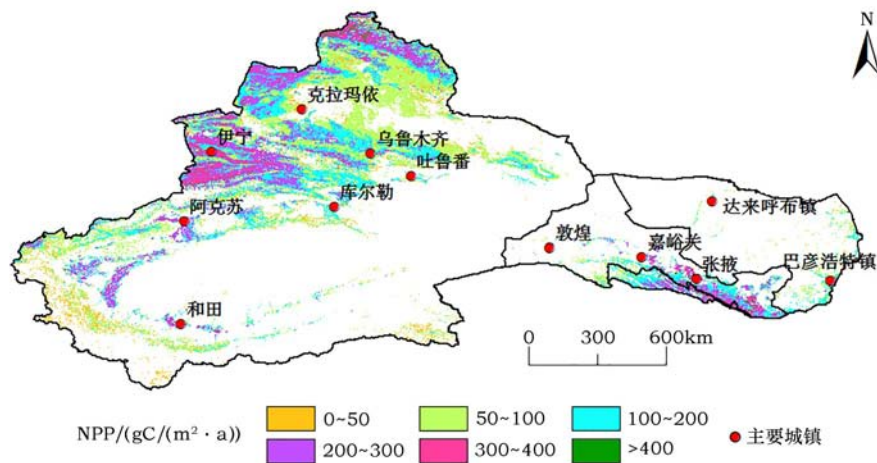 N
克拉玛依
伊宁
乌鲁木齐
吐鲁番
库尔勒
阿克苏
达来呼布镇
敦煌
嘉峪关
张掖
巴彦浩特镇
和田
0 300 600km
NPP/(gC/(m²·a))
0~50
50~100
100~200
200~300
300~400
>400
主要城镇